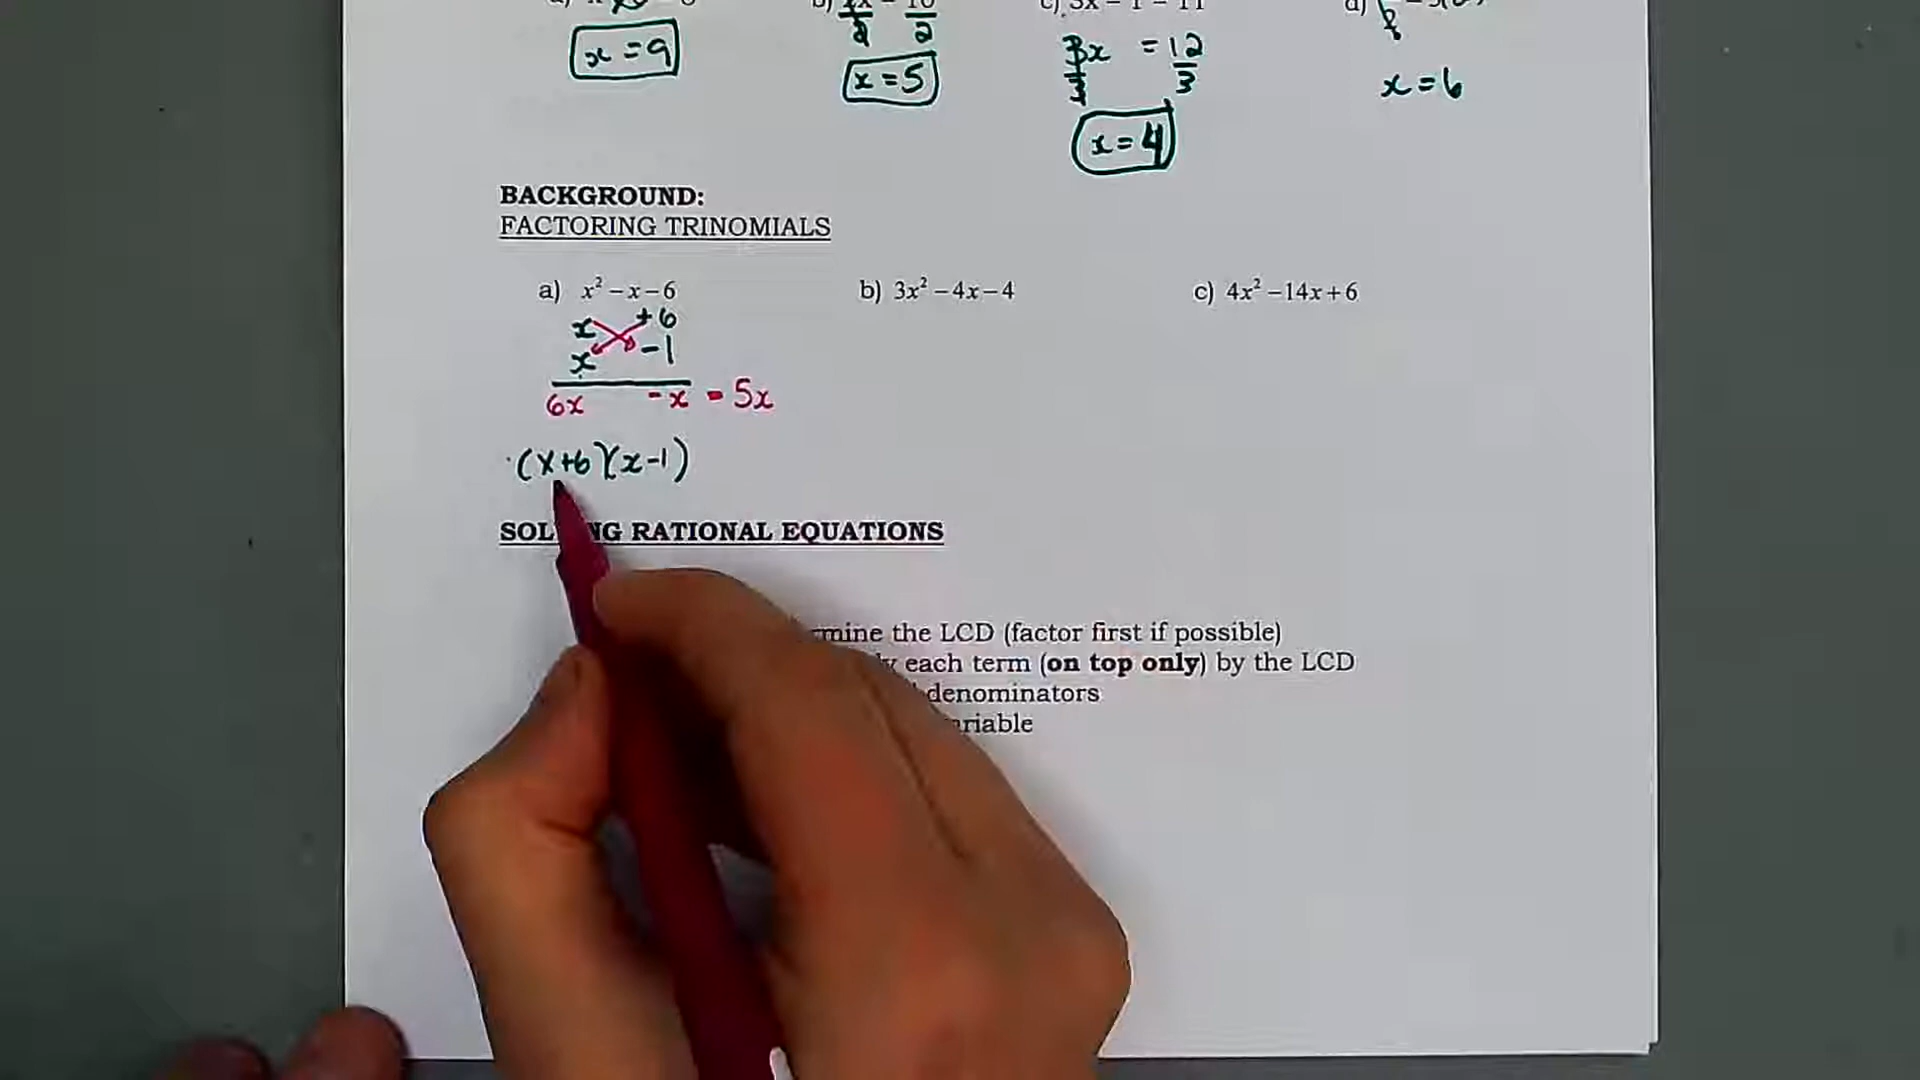 x = 9
2 2
x = 5
3x = 12
3 3
x = 4
x = 6
BACKGROUND:
FACTORING TRINOMIALS
a) x² – x – 6
b) 3x² – 4x – 4
c) 4x² – 14x + 6
x +6
x -1
6x -x = 5x
(x+6)(x-1)
RATIONAL EQUATIONS
the LCD (factor first if possible)
each term (on top only) by the LCD
denominators